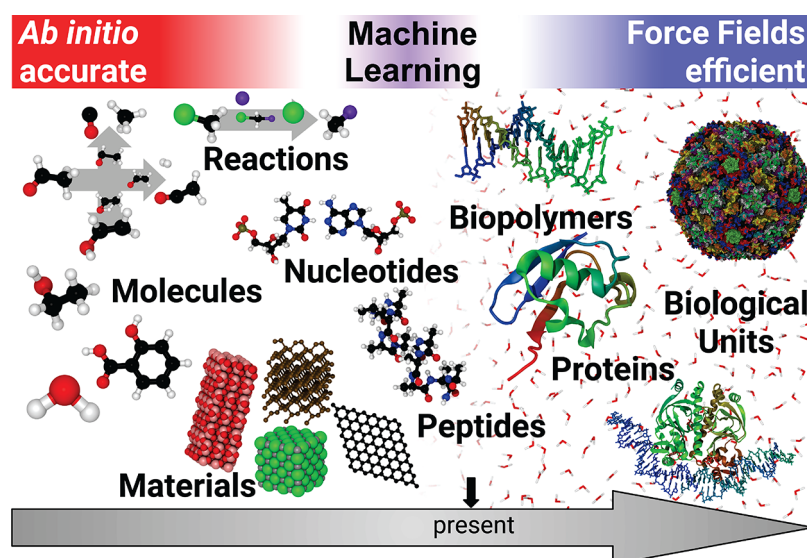 Ab initio
accurate
Machine
Learning
Force Fields
efficient
Reactions
Biopolymers
Nucleotides
Molecules
Biological
Units
Proteins
Peptides
Materials
present